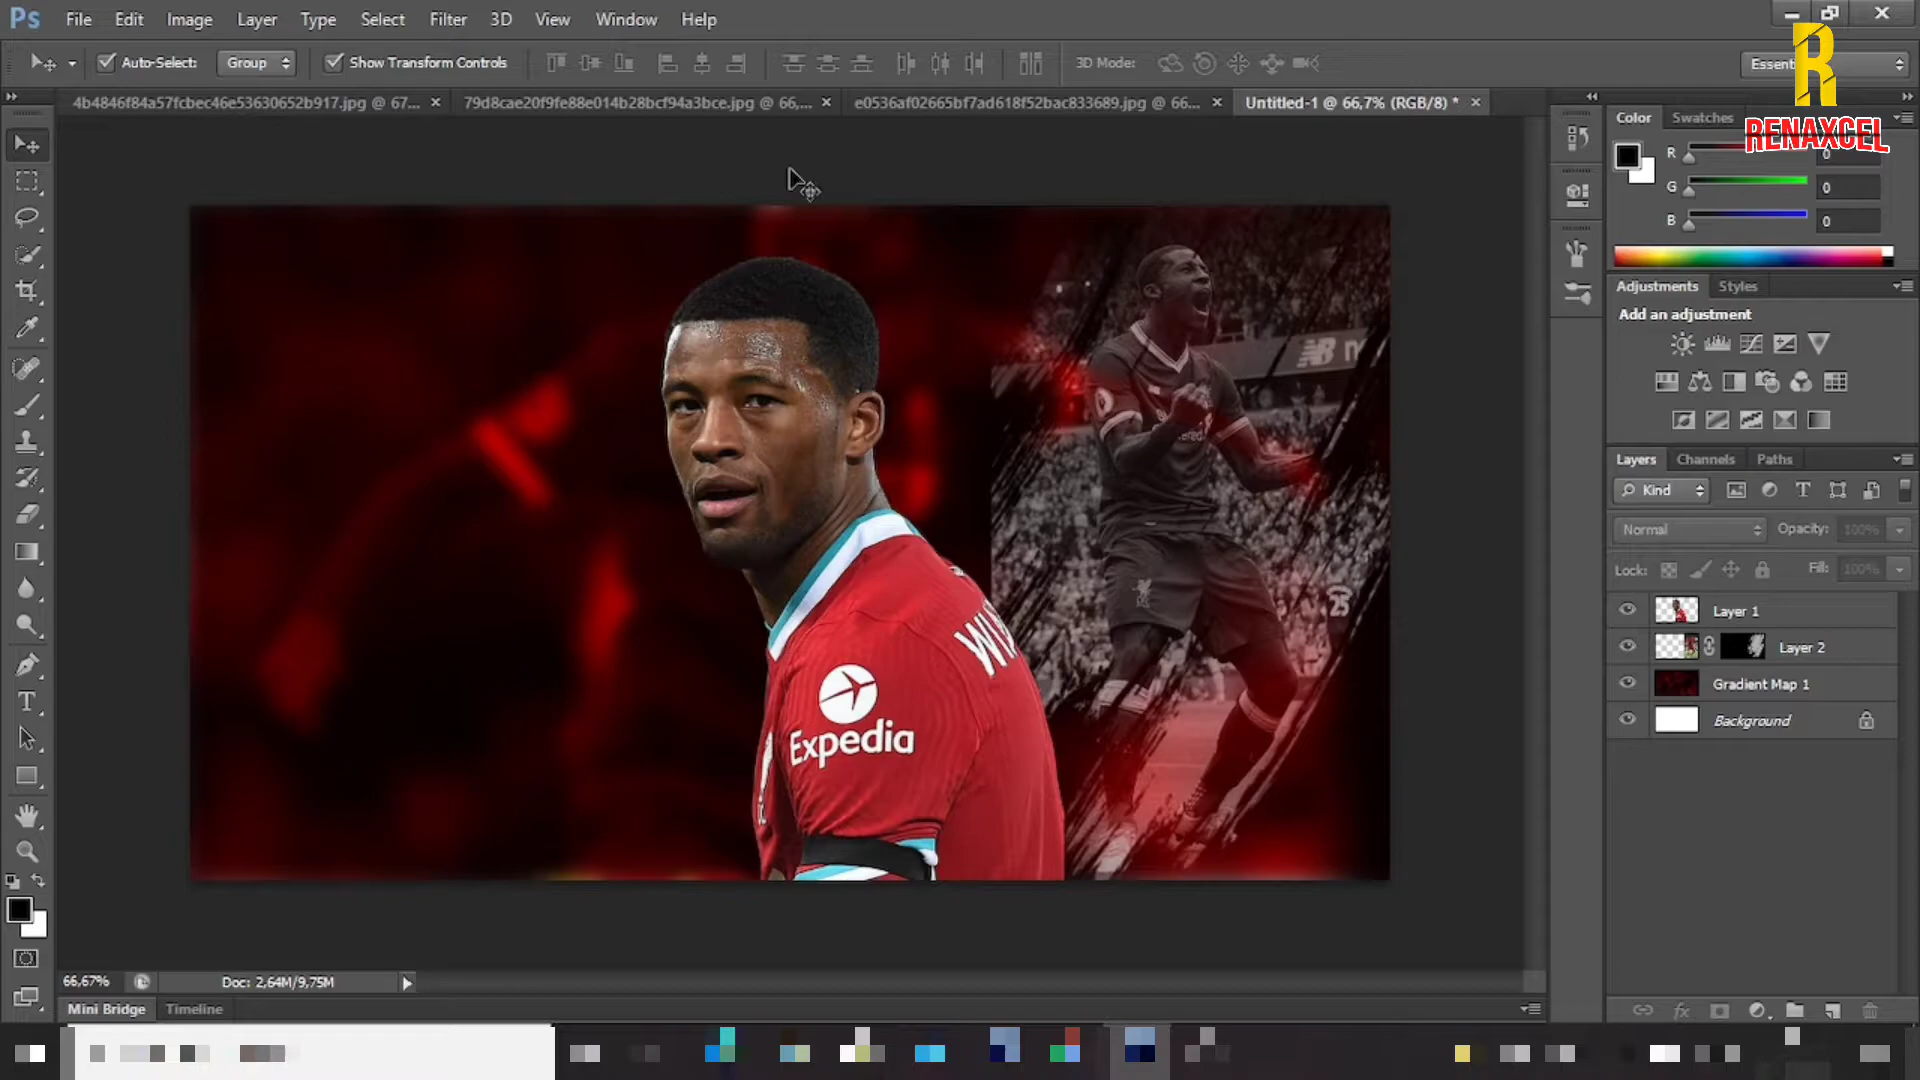 Ps File Edit Image Layer Type Select Filter 3D View Window Help
Auto-Select: Group Show Transform Controls 3D Mode: Essent
R
RENAXCEL
4b4846f84a57fcbec46e53630652b917.jpg @ 67... × 79d8cae20f9fe88e014b28bcf94a3bce.jpg @ 66,... × e0536af02665bf7ad618f52bac833689.jpg @ 66... × Untitled-1 @ 66,7% (RGB/8) * ×
Color Swatches
R 0
G 0
B 0
Adjustments Styles
Add an adjustment
Layers Channels Paths
Kind
Normal Opacity: 100%
Lock: Fill: 100%
Layer 1
Layer 2
Gradient Map 1
Background
NB
WI
Expedia
T
66,67% Doc: 2,64M/9,75M
Mini Bridge Timeline